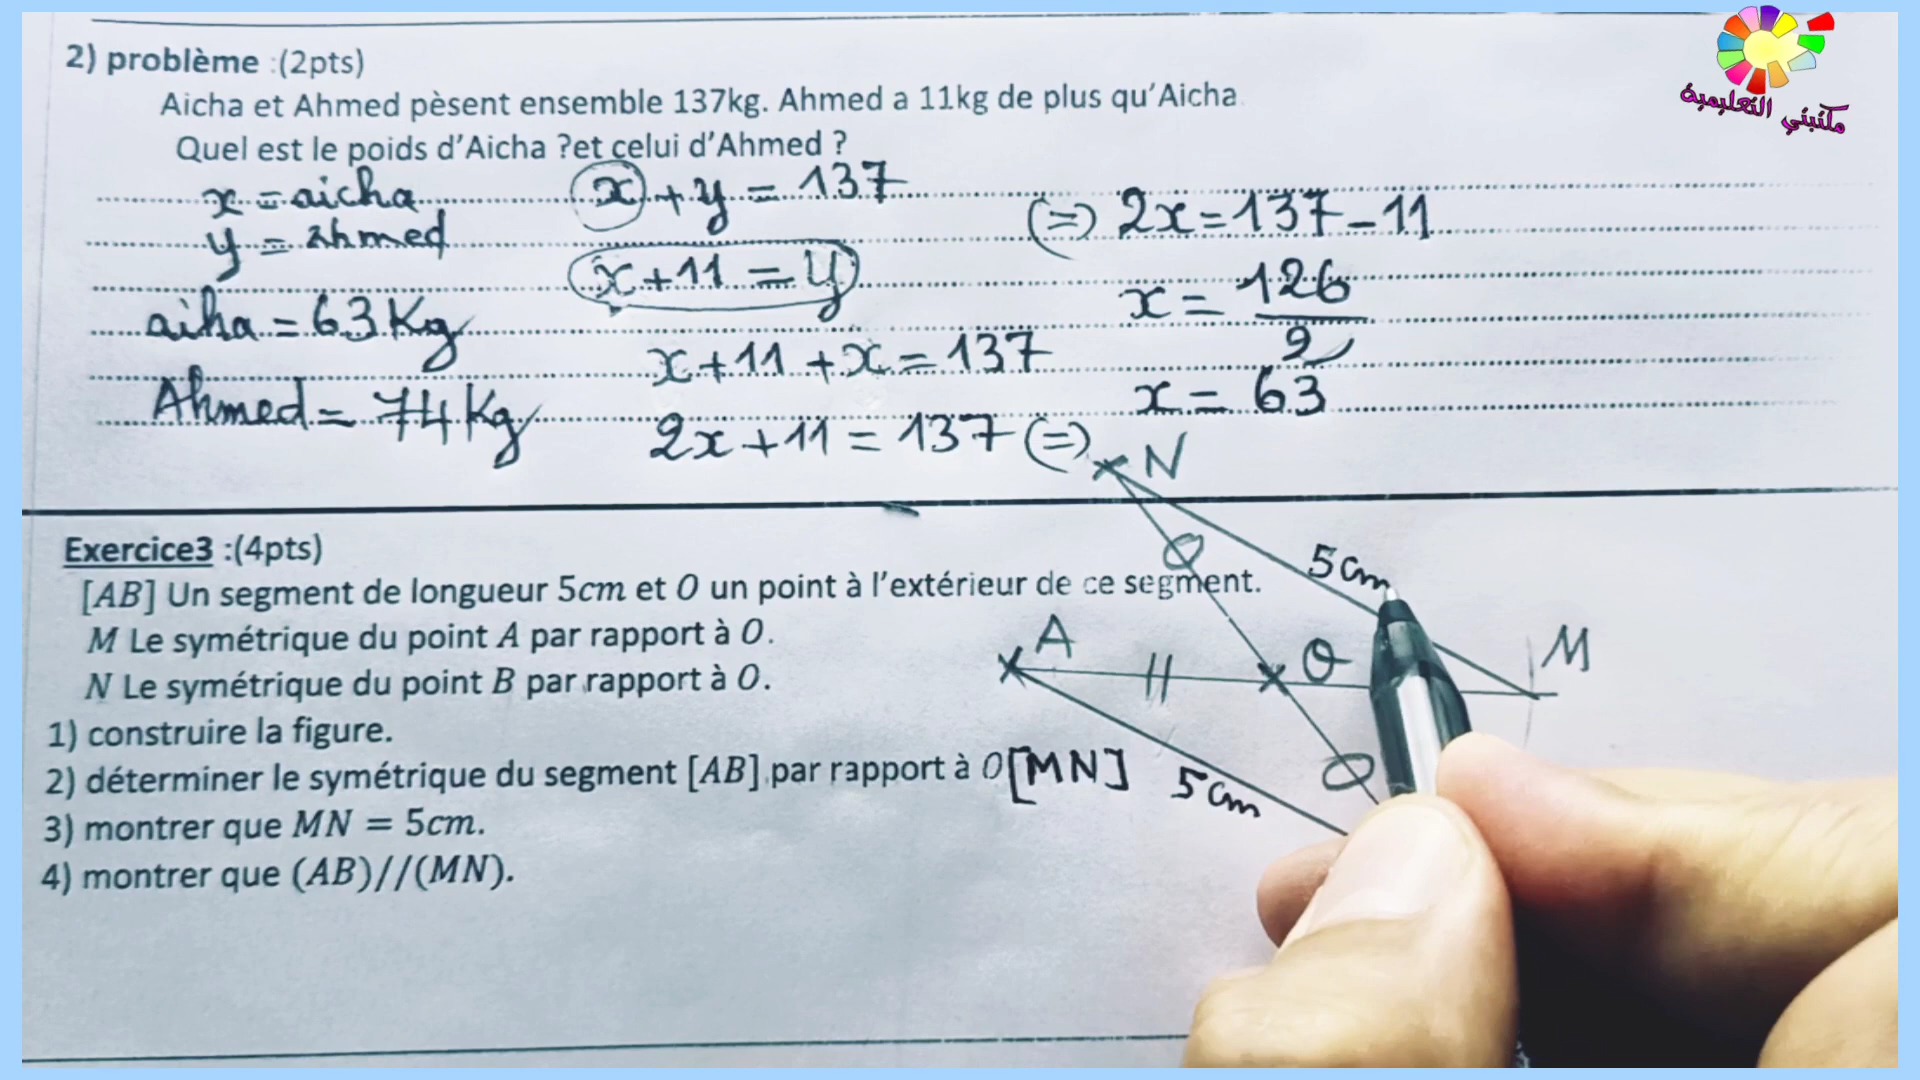 مكتبتي التعليمية
2) problème :(2pts)
Aicha et Ahmed pèsent ensemble 137kg. Ahmed a 11kg de plus qu'Aicha
Quel est le poids d'Aicha ?et celui d'Ahmed ?
x = aicha
y = ahmed
aiha = 63 Kg
Ahmed = 74 Kg
x + y = 137
x + 11 = y
x + 11 + x = 137
2x + 11 = 137 (=)
(=) 2x = 137 - 11
x = 126/2
x = 63
Exercice3 :(4pts)
[AB] Un segment de longueur 5cm et O un point à l'extérieur de ce segment.
M Le symétrique du point A par rapport à O.
N Le symétrique du point B par rapport à O.
1) construire la figure.
2) déterminer le symétrique du segment [AB] par rapport à O [MN]
3) montrer que MN = 5cm.
4) montrer que (AB)//(MN).
N
5cm
A
O
M
5cm